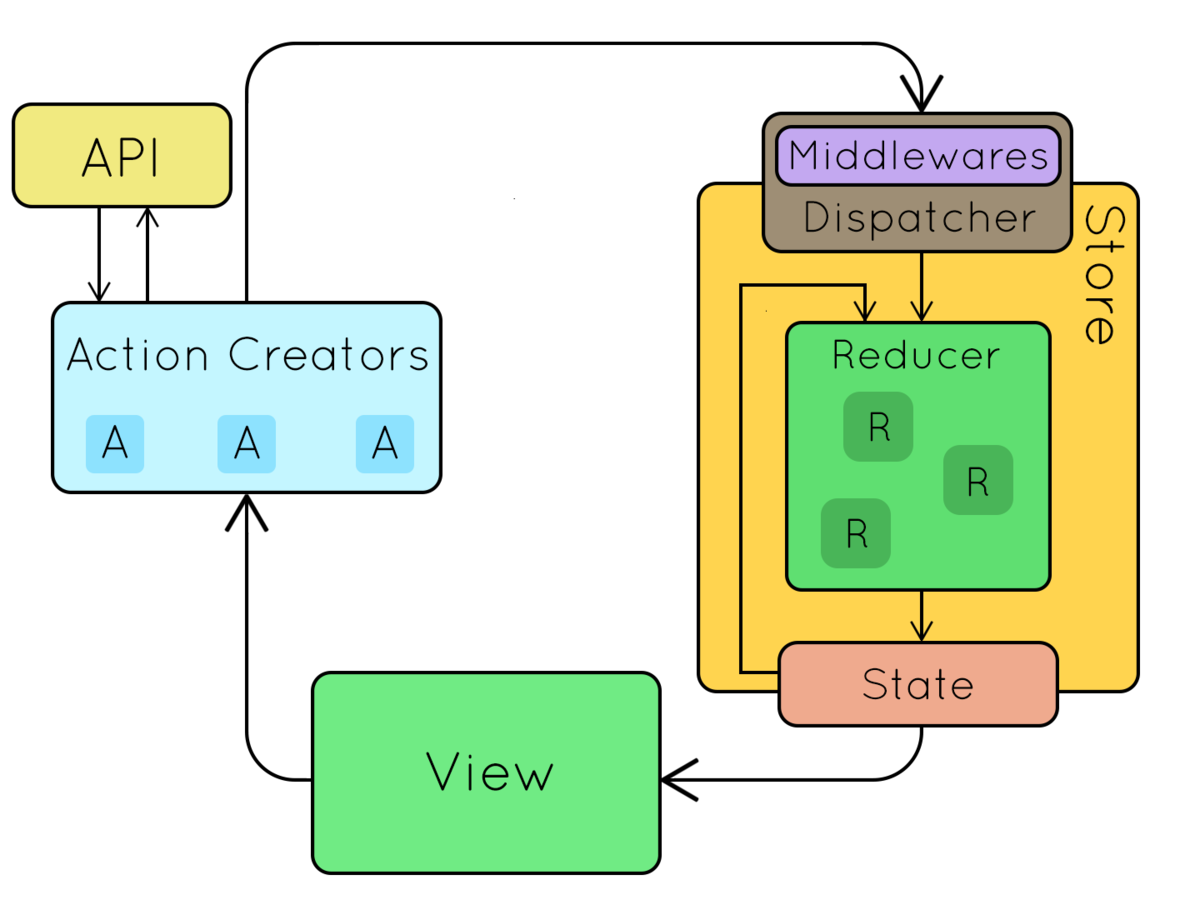 API
Middlewares
Dispatcher
Store
Action Creators
A
A
A
Reducer
R
R
R
State
View